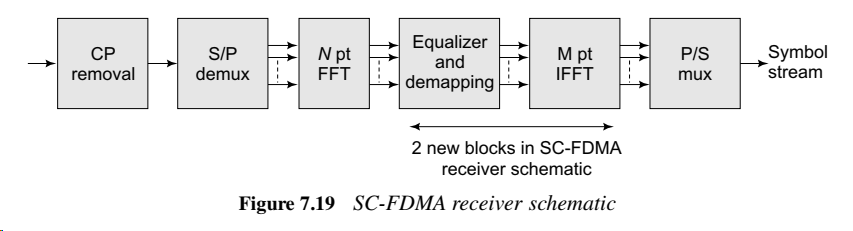 CP
removal
S/P
demux
N pt
FFT
Equalizer
and
demapping
M pt
IFFT
P/S
mux
Symbol
stream
2 new blocks in SC-FDMA
receiver schematic
Figure 7.19 SC-FDMA receiver schematic